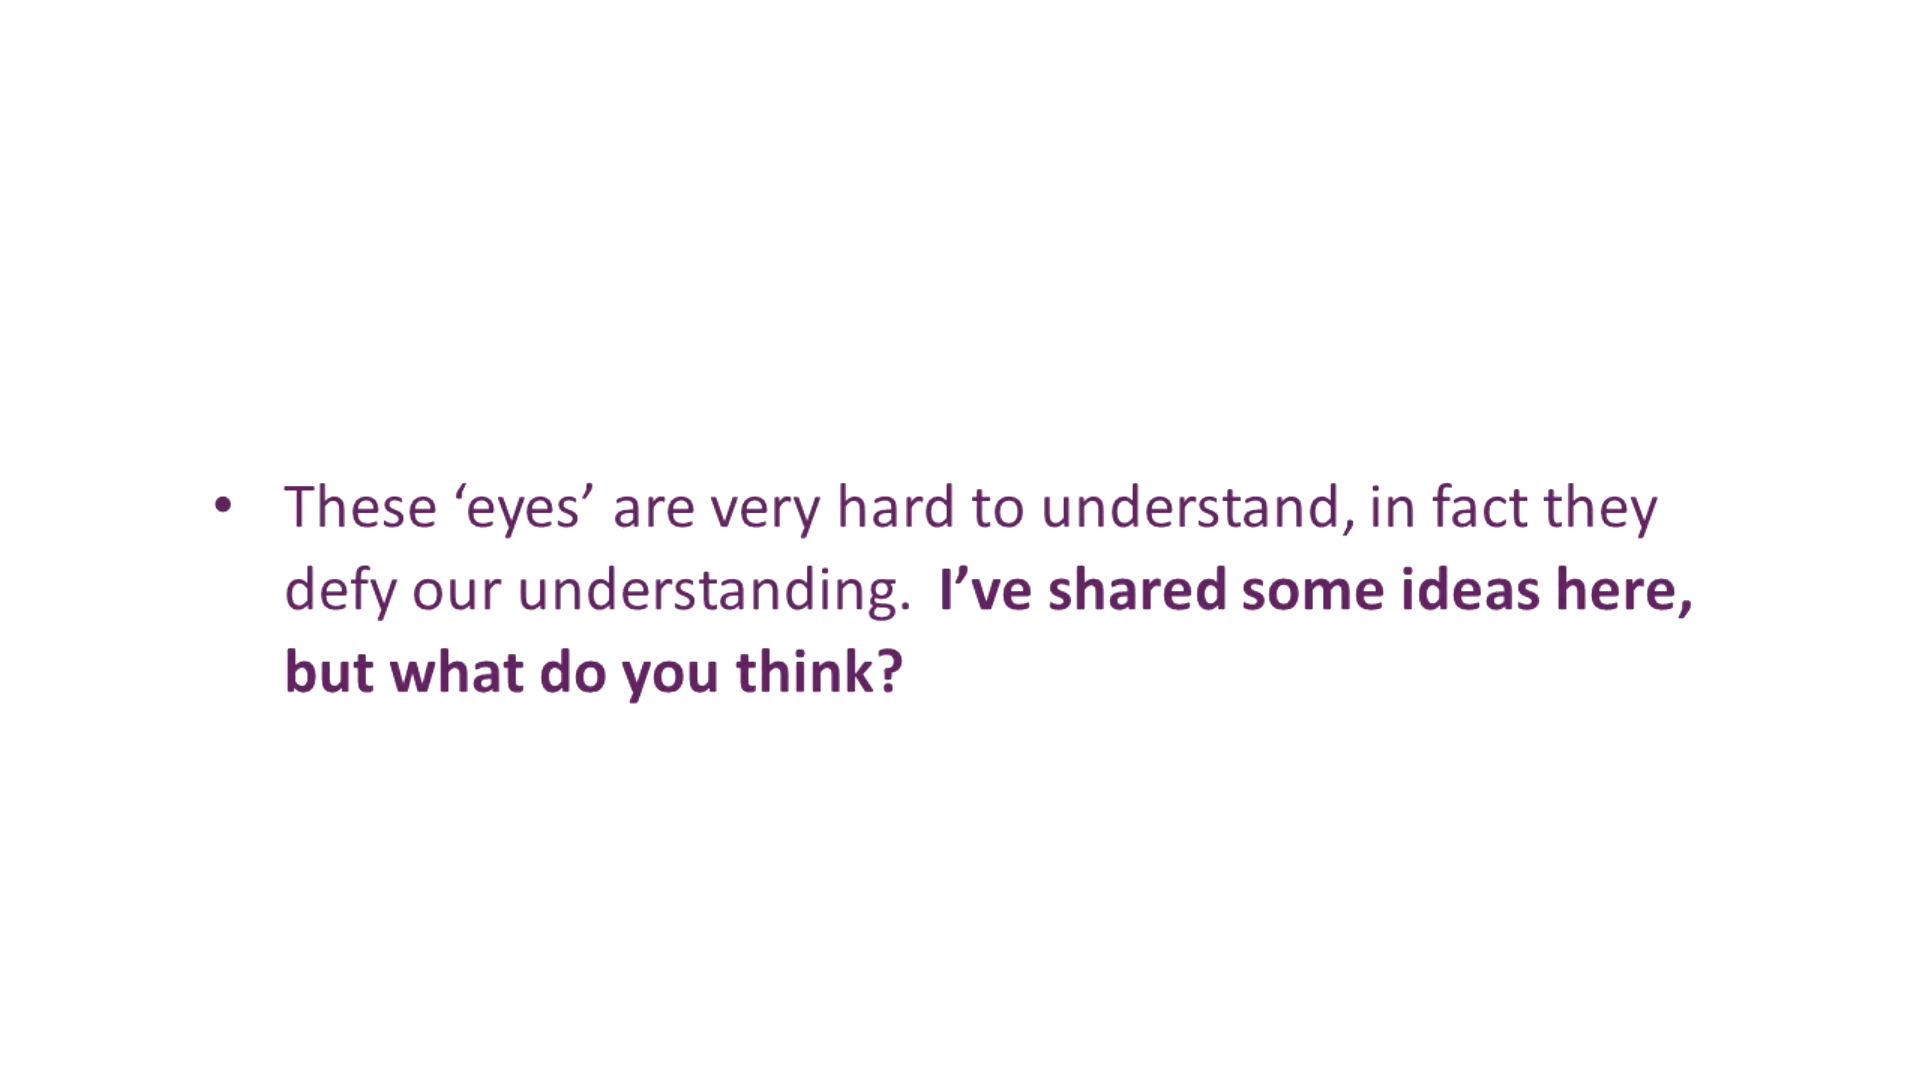 • These ‘eyes’ are very hard to understand, in fact they
defy our understanding.  I’ve shared some ideas here,
but what do you think?